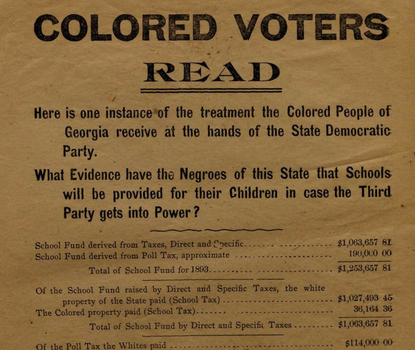 COLORED VOTERS
READ
Here is one instance of the treatment the Colored People of
Georgia receive at the hands of the State Democratic
Party.
What Evidence have the Negroes of this State that Schools
will be provided for their Children in case the Third
Party gets into Power?
School Fund derived from Taxes, Direct and Specific.................... $1,063,657 81
School Fund derived from Poll Tax, approximate.................... 190,000 00
Total of School Fund for 1893.................... $1,253,657 81
Of the School Fund raised by Direct and Specific Taxes, the white
property of the State paid (School Tax).................... $1,027,493 45
The Colored property paid (School Tax).................... 36,164 36
Total of School Fund by Direct and Specific Taxes.................... $1,063,657 81
Of the Poll Tax the Whites paid.................... $114,000 00